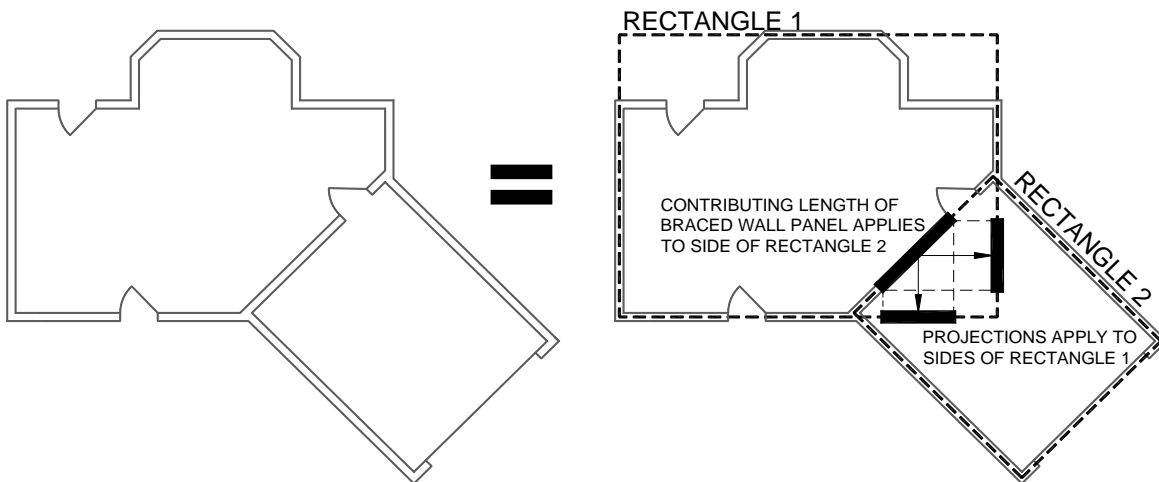 RECTANGLE 1
RECTANGLE 2
CONTRIBUTING LENGTH OF
BRACED WALL PANEL APPLIES
TO SIDE OF RECTANGLE 2
PROJECTIONS APPLY TO
SIDES OF RECTANGLE 1